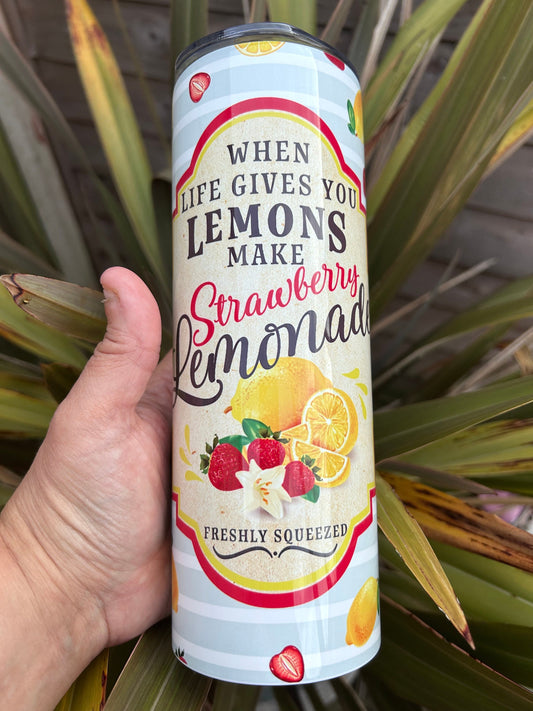 WHEN
LIFE GIVES YOU
LEMONS
MAKE
Strawberry
Lemonade
FRESHLY SQUEEZED